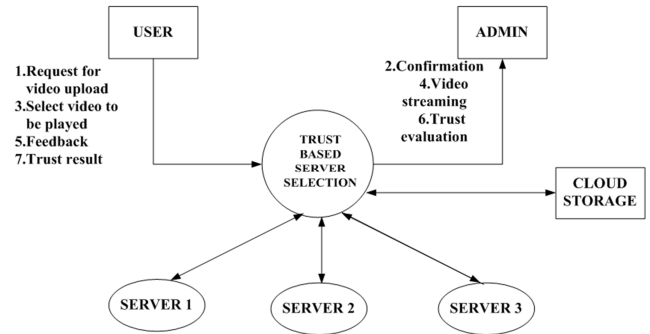 USER
ADMIN
1.Request for
video upload
3.Select video to
be played
5.Feedback
7.Trust result
2.Confirmation
4.Video
streaming
6.Trust
evaluation
TRUST
BASED
SERVER
SELECTION
CLOUD
STORAGE
SERVER 1
SERVER 2
SERVER 3